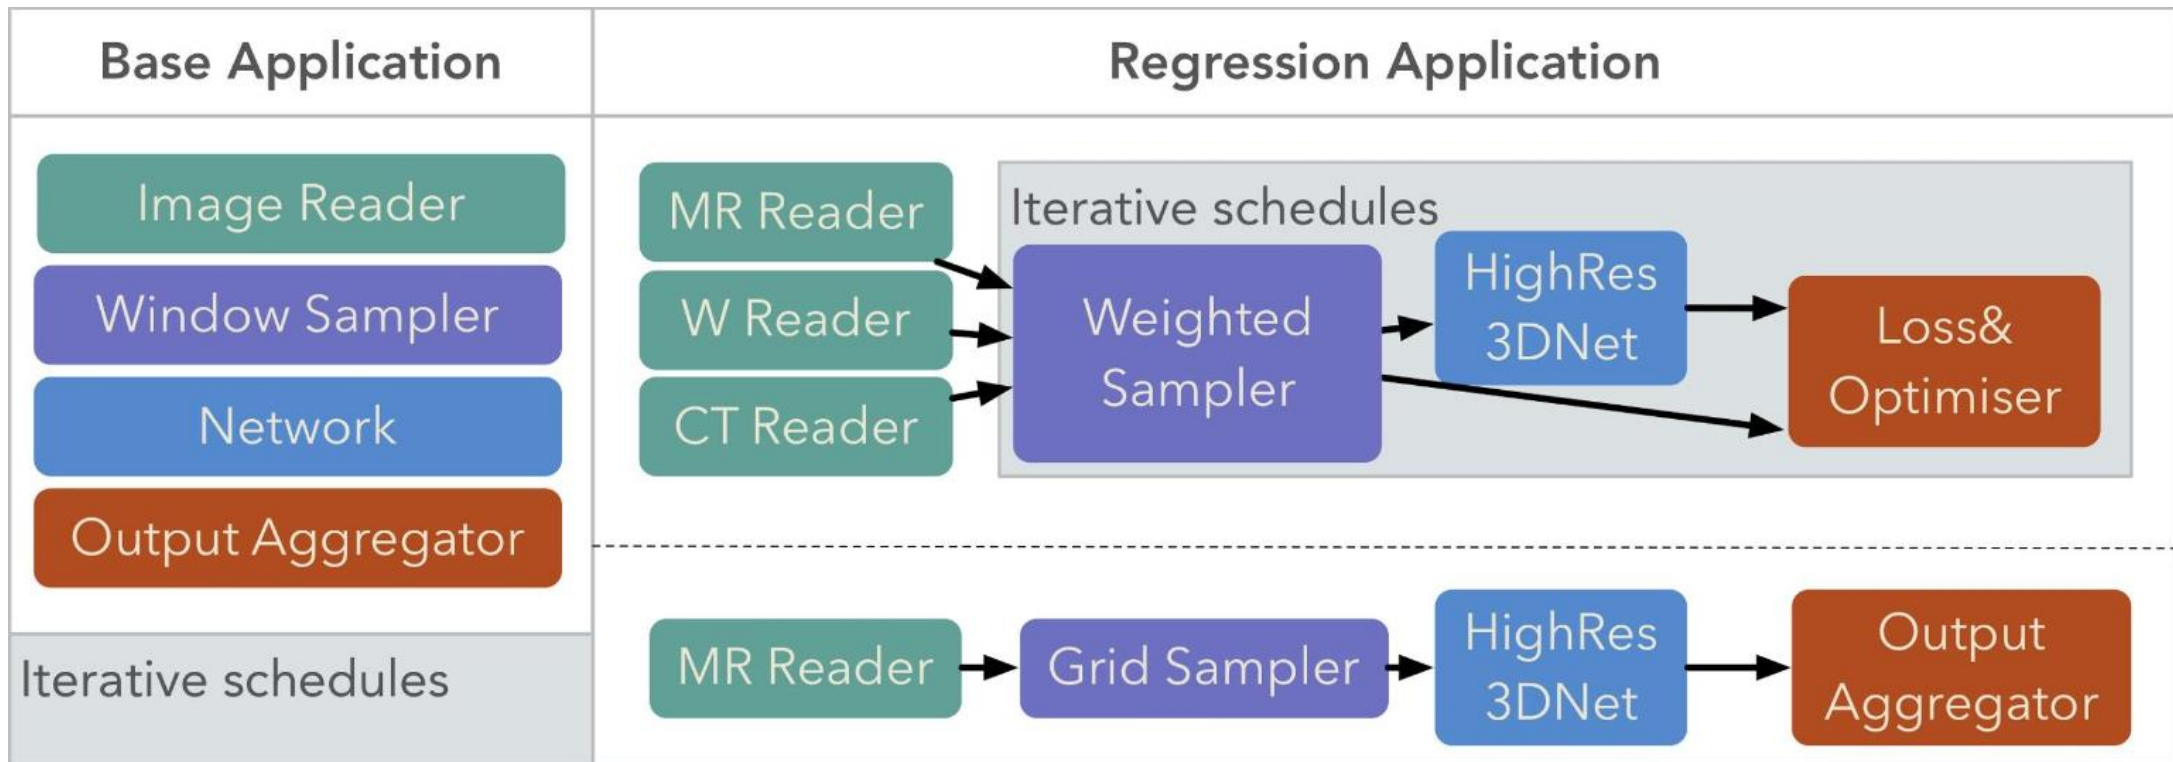 Base Application
Regression Application
Image Reader
Window Sampler
Network
Output Aggregator
Iterative schedules
MR Reader
W Reader
CT Reader
Iterative schedules
Weighted
Sampler
HighRes
3DNet
Loss&
Optimiser
MR Reader
Grid Sampler
HighRes
3DNet
Output
Aggregator